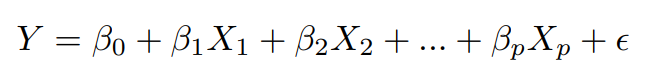 Y = β₀ + β₁X₁ + β₂X₂ + ... + βₚXₚ + ϵ